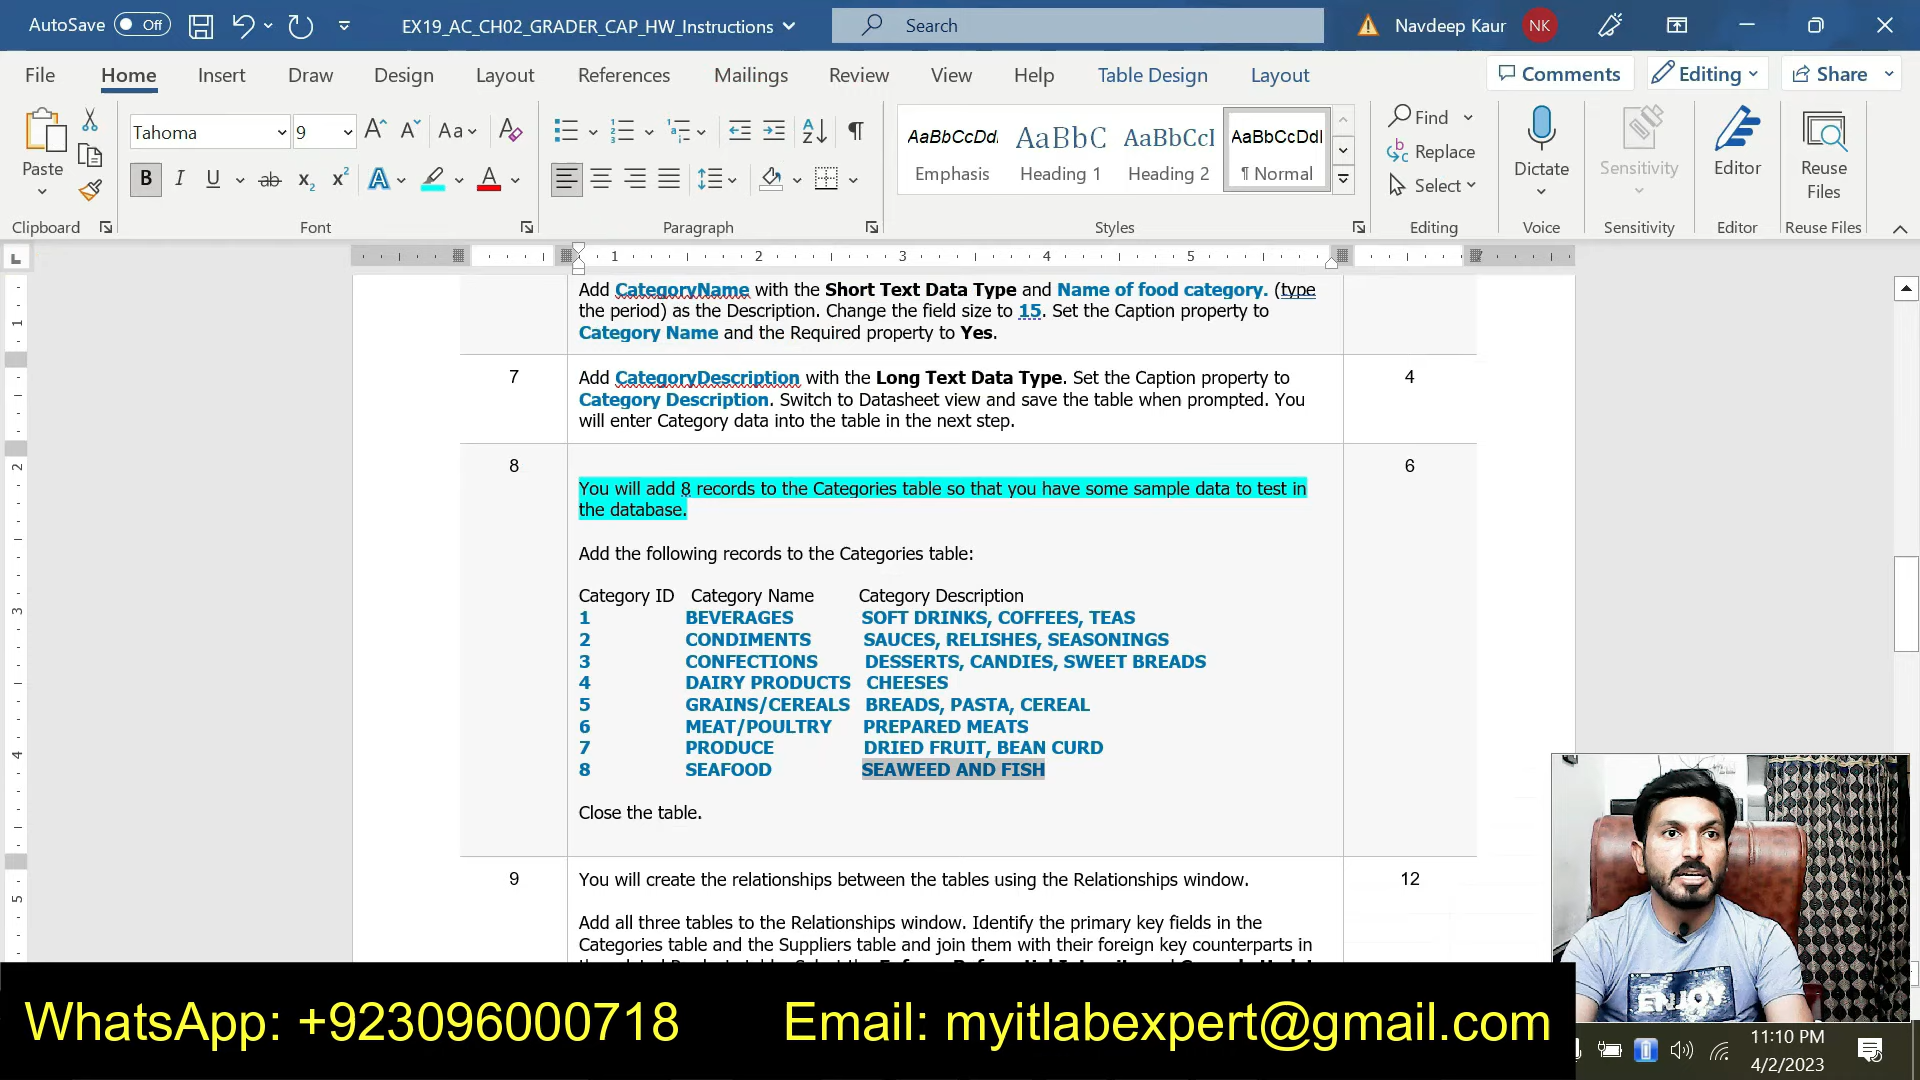 AutoSave Off EX19_AC_CH02_GRADER_CAP_HW_Instructions Search Navdeep Kaur NK
File Home Insert Draw Design Layout References Mailings Review View Help Table Design Layout Comments Editing Share
Tahoma 9 Aa AaBbCcDd AaBbC AaBbCcI AaBbCcDdI Find
Replace
Paste B I U ab x2 x2 A A Emphasis Heading 1 Heading 2 ¶ Normal Select Dictate Sensitivity Editor Reuse
Files
Clipboard Font Paragraph Styles Editing Voice Sensitivity Editor Reuse Files
1 2 3 4 5 7
Add CategoryName with the Short Text Data Type and Name of food category. (type
the period) as the Description. Change the field size to 15. Set the Caption property to
Category Name and the Required property to Yes.
7 Add CategoryDescription with the Long Text Data Type. Set the Caption property to 4
Category Description. Switch to Datasheet view and save the table when prompted. You
will enter Category data into the table in the next step.
8 6
You will add 8 records to the Categories table so that you have some sample data to test in
the database.
Add the following records to the Categories table:
Category ID Category Name Category Description
1 BEVERAGES SOFT DRINKS, COFFEES, TEAS
2 CONDIMENTS SAUCES, RELISHES, SEASONINGS
3 CONFECTIONS DESSERTS, CANDIES, SWEET BREADS
4 DAIRY PRODUCTS CHEESES
5 GRAINS/CEREALS BREADS, PASTA, CEREAL
6 MEAT/POULTRY PREPARED MEATS
7 PRODUCE DRIED FRUIT, BEAN CURD
8 SEAFOOD SEAWEED AND FISH
Close the table.
9 You will create the relationships between the tables using the Relationships window. 12
Add all three tables to the Relationships window. Identify the primary key fields in the
Categories table and the Suppliers table and join them with their foreign key counterparts in
ENJOY
WhatsApp: +923096000718 Email: myitlabexpert@gmail.com
11:10 PM
4/2/2023